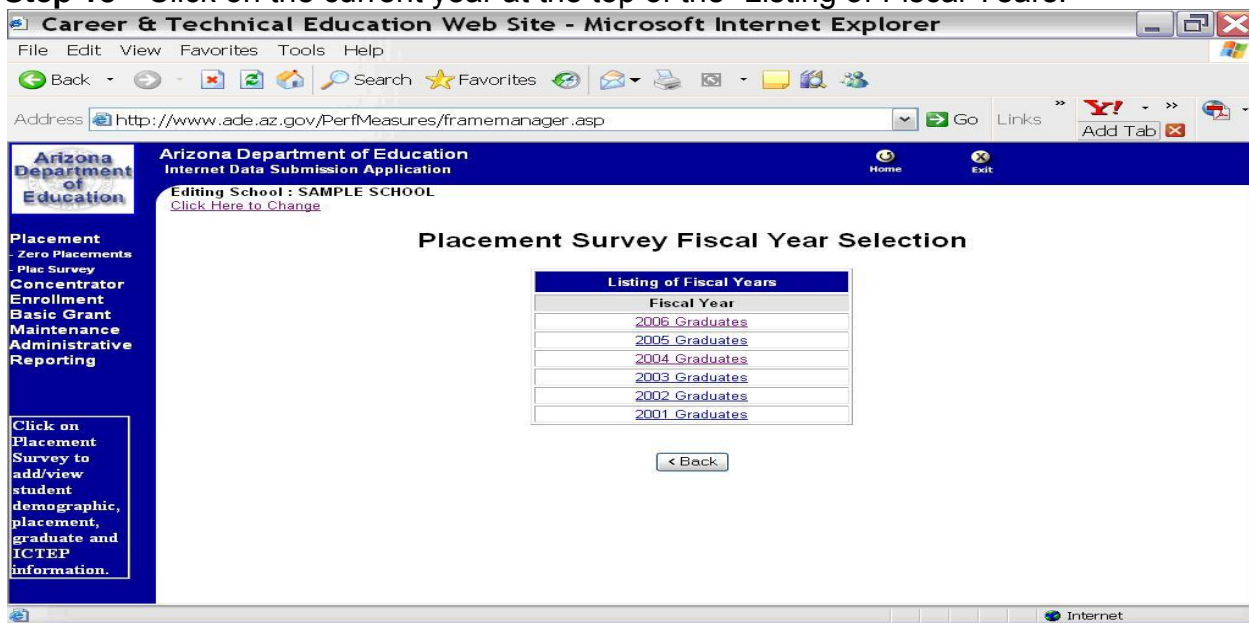 Click on the current year at the top of the "Listing of Fiscal Years."
Career & Technical Education Web Site - Microsoft Internet Explorer
File Edit View Favorites Tools Help
Back Search Favorites
Address http://www.ade.az.gov/PerfMeasures/framemanager.asp Go Links » Y! »
Add Tab
Arizona Department of Education
Arizona Department of Education
Internet Data Submission Application
Home Exit
Editing School : SAMPLE SCHOOL
Click Here to Change
Placement
- Zero Placements
- Plac Survey
Concentrator
Enrollment
Basic Grant
Maintenance
Administrative
Reporting
Click on
Placement
Survey to
add/view
student
demographic,
placement,
graduate and
ICTEP
information.
Placement Survey Fiscal Year Selection
Listing of Fiscal Years
Fiscal Year
2006 Graduates
2005 Graduates
2004 Graduates
2003 Graduates
2002 Graduates
2001 Graduates
< Back
Internet